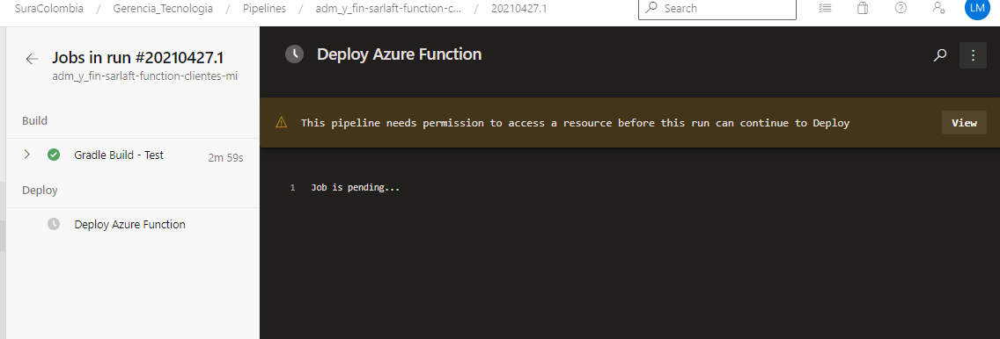 SuraColombia / Gerencia_Tecnologia / Pipelines / adm_y_fin-sarlaft-function-c... / 20210427.1
Search
LM
Jobs in run #20210427.1
adm_y_fin-sarlaft-function-clientes-mi
Build
Gradle Build - Test 2m 59s
Deploy
Deploy Azure Function
Deploy Azure Function
This pipeline needs permission to access a resource before this run can continue to Deploy
View
1 Job is pending...